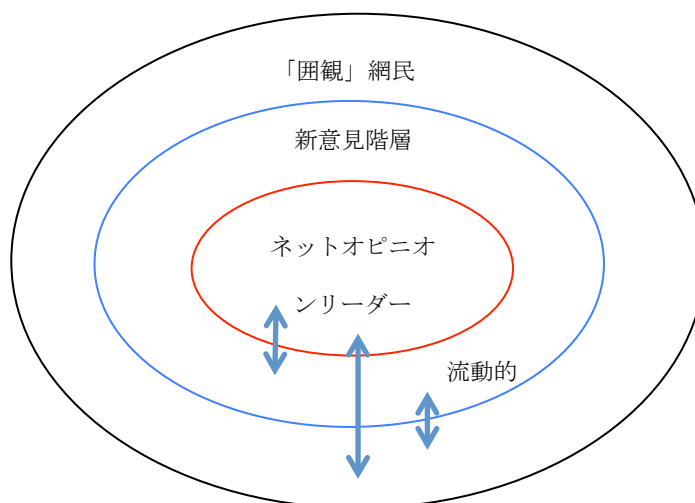 「囲観」網民
新意見階層
ネットオピニオ
ンリーダー
流動的